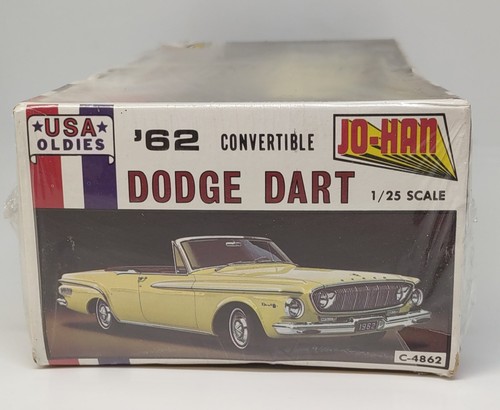 USA
OLDIES
'62 CONVERTIBLE
JO-HAN
DODGE DART
1/25 SCALE
1962
C-4862